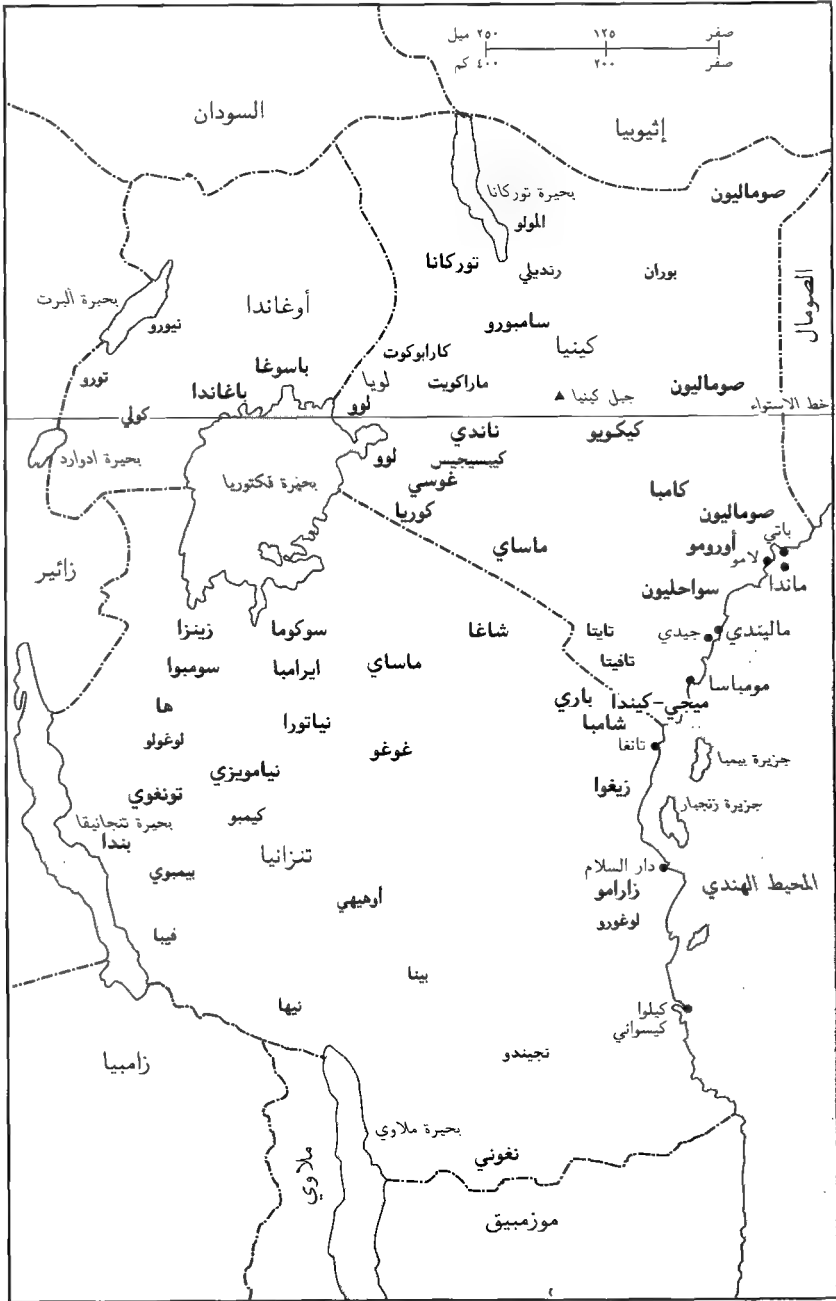 صفر ١٢٥ ٢٥٠ ميل
صفر ٢٠٠ ٤٠٠ كم
السودان
إثيوبيا
صوماليون
بحيرة توركانا
المولو
توركانا
رنديلي
بوران
الصومال
بحيرة ألبرت
نيورو
أوغاندا
سامبورو
كينيا
كارابوكوت
باسوغا
تورو
باغاندا
لويا
ماراكويت
جبل كينيا
صوماليون
خط الاستواء
كولي
لوو
ناندي
كيكويو
بحيرة ادوارد
لوو
كيبسيجيس
بحيرة فكتوريا
غوسي
كامبا
كوريا
صوماليون
باتي
أورومو
لامو
ماساي
زائير
ماندا
سواحليون
زينزا
سوكوما
شاغا
تايتا
جيدي
ماليندي
سومبوا
ايرامبا
ماساي
تافيتا
مومباسا
ها
باري
ميجي-كيندا
نياتورا
شامبا
لوغولو
غوغو
تانغا
جزيرة بيمبا
نيامويزي
زيغوا
تونغوي
جزيرة زنجبار
بحيرة تنجانيقا
كيمبو
بندا
تنزانيا
بيمبوي
دار السلام
المحيط الهندي
زارامو
أوهيهي
لوغورو
فيبا
بينا
نيها
كيلوا
كيسواني
زامبيا
نجيندو
بحيرة ملاوي
ملاوي
نغوني
موزمبيق